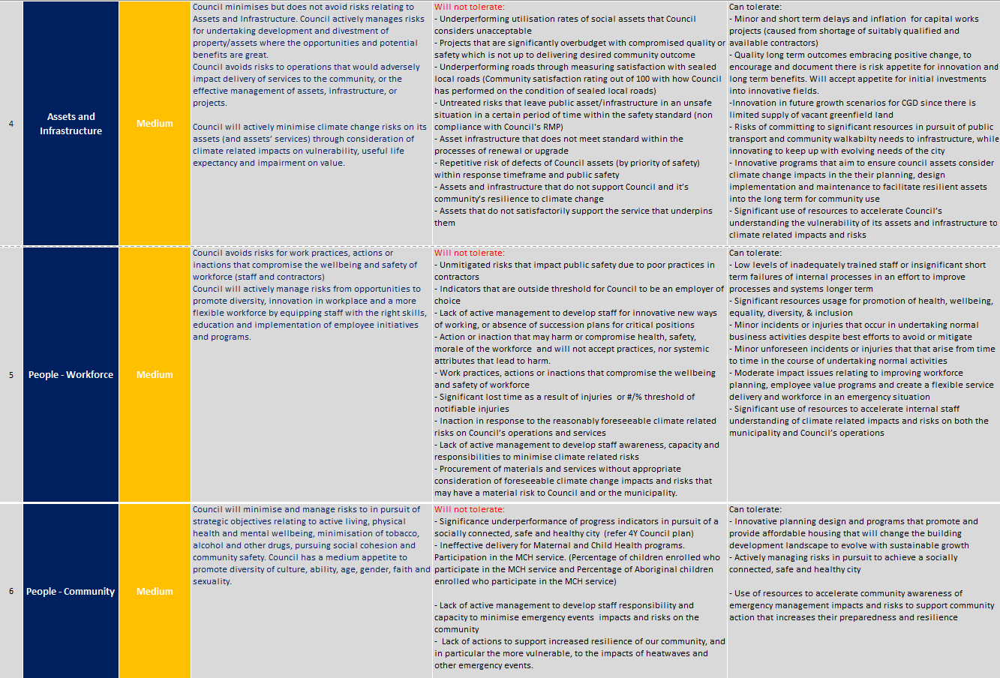 4
Assets and
Infrastructure
Medium
Council minimises but does not avoid risks relating to
Assets and Infrastructure. Council actively manages risks
for undertaking development and divestment of
property/assets where the opportunities and potential
benefits are great.
Council avoids risks to operations that would adversely
impact delivery of services to the community, or the
effective management of assets, infrastructure, or
projects.
Council will actively minimise climate change risks on its
assets (and assets’ services) through consideration of
climate related impacts on vulnerability, useful life
expectancy and impairment on value.
Will not tolerate:
- Underperforming utilisation rates of social assets that Council
considers unacceptable
- Projects that are significantly overbudget with compromised quality or
safety which is not up to delivering desired community outcome
- Underperforming roads through measuring satisfaction with sealed
local roads (Community satisfaction rating out of 100 with how Council
has performed on the condition of sealed local roads)
- Untreated risks that leave public asset/infrastructure in an unsafe
situation in a certain period of time within the safety standard (non
compliance with Council's RMP)
- Asset infrastructure that does not meet standard within the
processes of renewal or upgrade
- Repetitive risk of defects of Council assets (by priority of safety)
within response timeframe and public safety
- Assets and infrastructure that do not support Council and it’s
community’s resilience to climate change
- Assets that do not satisfactorily support the service that underpins
them
Can tolerate:
- Minor and short term delays and inflation for capital works
projects (caused from shortage of suitably qualified and
available contractors)
- Quality long term outcomes embracing positive change, to
encourage and document there is risk appetite for innovation and
long term benefits. Will accept appetite for initial investments
into innovative fields.
-Innovation in future growth scenarios for CGD since there is
limited supply of vacant greenfield land
- Risks of committing to significant resources in pursuit of public
transport and community walkabilty needs to infrastructure, while
innovating to keep up with evolving needs of the city
- Innovative programs that aim to ensure council assets consider
climate change impacts in the their planning, design
implementation and maintenance to facilitate resilient assets
into the long term for community use
- Significant use of resources to accelerate Council’s
understanding the vulnerability of its assets and infrastructure to
climate related impacts and risks
5
People - Workforce
Medium
Council avoids risks for work practices, actions or
inactions that compromise the wellbeing and safety of
workforce (staff and contractors)
Council will actively manage risks from opportunities to
promote diversity, innovation in workplace and a more
flexible workforce by equipping staff with the right skills,
education and implementation of employee initiatives
and programs.
Will not tolerate:
- Unmitigated risks that impact public safety due to poor practices in
contractors
- Indicators that are outside threshold for Council to be an employer of
choice
- Lack of active management to develop staff for innovative new ways
of working, or absence of succession plans for critical positions
- Action or inaction that may harm or compromise health, safety,
morale of the workforce and will not accept practices, nor systemic
attributes that lead to harm.
- Work practices, actions or inactions that compromise the wellbeing
and safety of workforce
- Significant lost time as a result of injuries or #/% threshold of
notifiable injuries
- Inaction in response to the reasonably foreseeable climate related
risks on Council’s operations and services
- Lack of active management to develop staff awareness, capacity and
responsibilities to minimise climate related risks
- Procurement of materials and services without appropriate
consideration of foreseeable climate change impacts and risks that
may have a material risk to Council and or the municipality.
Can tolerate:
- Low levels of inadequately trained staff or insignificant short
term failures of internal processes in an effort to improve
processes and systems longer term
- Significant resources usage for promotion of health, wellbeing,
equality, diversity, & inclusion
- Minor incidents or injuries that occur in undertaking normal
business activities despite best efforts to avoid or mitigate
- Minor unforeseen incidents or injuries that that arise from time
to time in the course of undertaking normal activities
- Moderate impact issues relating to improving workforce
planning, employee value programs and create a flexible service
delivery and workforce in an emergency situation
- Significant use of resources to accelerate internal staff
understanding of climate related impacts and risks on both the
municipality and Council’s operations
6
People - Community
Medium
Council will minimise and manage risks to in pursuit of
strategic objectives relating to active living, physical
health and mental wellbeing, minimisation of tobacco,
alcohol and other drugs, pursuing social cohesion and
community safety. Council has a medium appetite to
promote diversity of culture, ability, age, gender, faith and
sexuality.
Will not tolerate:
- Significance underperformance of progress indicators in pursuit of a
socially connected, safe and healthy city (refer 4Y Council plan)
- Ineffective delivery for Maternal and Child Health programs.
Participation in the MCH service. (Percentage of children enrolled who
participate in the MCH service and Percentage of Aboriginal children
enrolled who participate in the MCH service)
- Lack of active management to develop staff responsibility and
capacity to minimise emergency events impacts and risks on the
community
- Lack of actions to support increased resilience of our community, and
in particular the more vulnerable, to the impacts of heatwaves and
other emergency events.
Can tolerate:
- Innovative planning design and programs that promote and
provide affordable housing that will change the building
development landscape to evolve with sustainable growth
- Actively managing risks in pursuit to achieve a socially
connected, safe and healthy city
- Use of resources to accelerate community awareness of
emergency management impacts and risks to support community
action that increases their preparedness and resilience